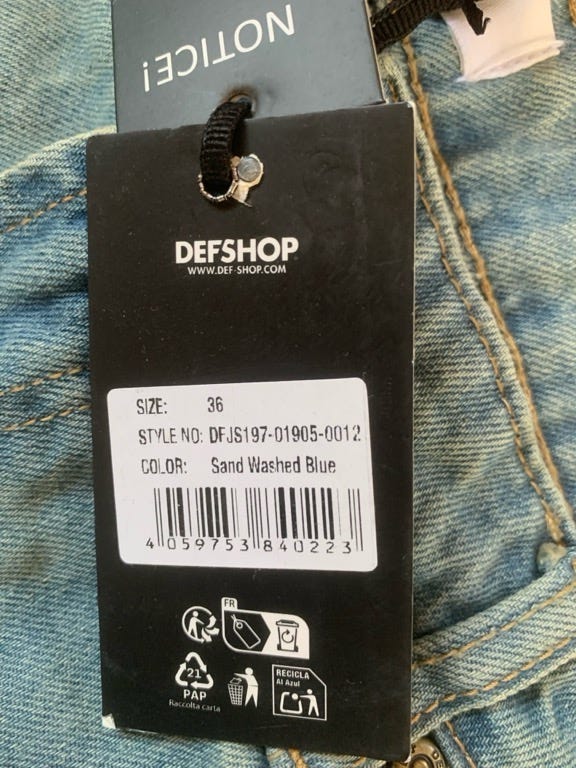 NOTICE!
DEFSHOP
WWW.DEF-SHOP.COM
SIZE: 36
STYLE NO: DFJS197-01905-0012
COLOR: Sand Washed Blue
4 059753 840223
FR
21
PAP
Raccolta carta
RECICLA
Al Azul